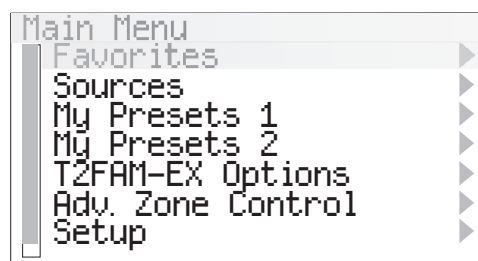 Main Menu
Favorites
Sources
My Presets 1
My Presets 2
T2FAM-EX Options
Adv. Zone Control
Setup